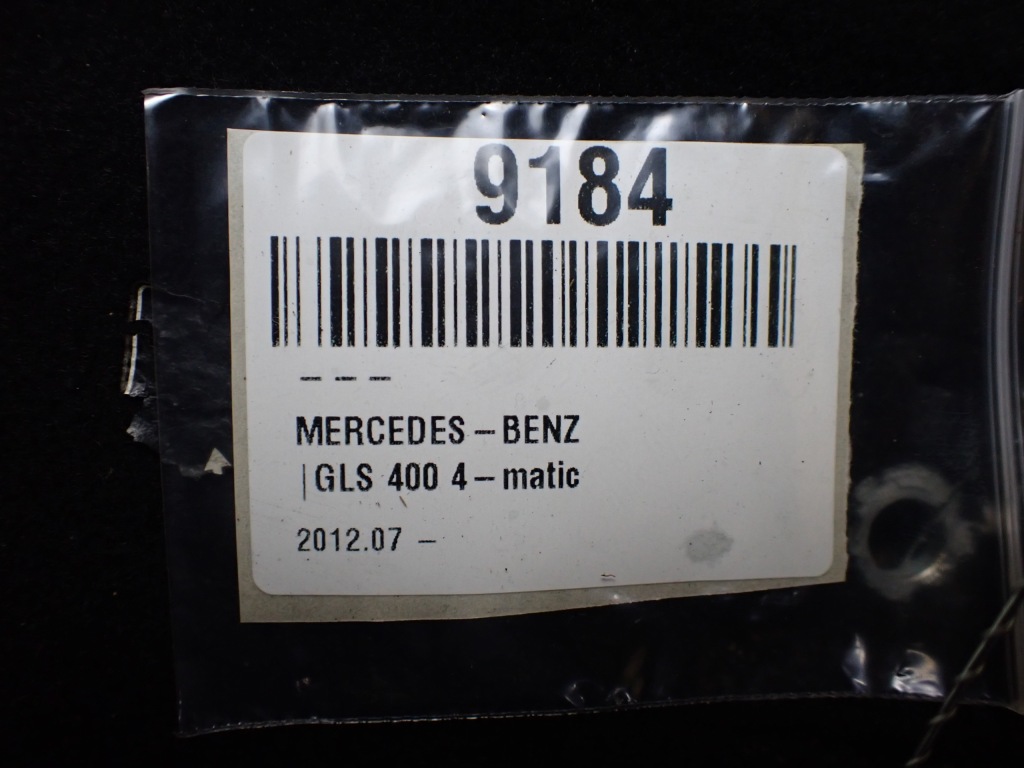 9184
---
MERCEDES-BENZ
|GLS 400 4-matic
2012.07 -